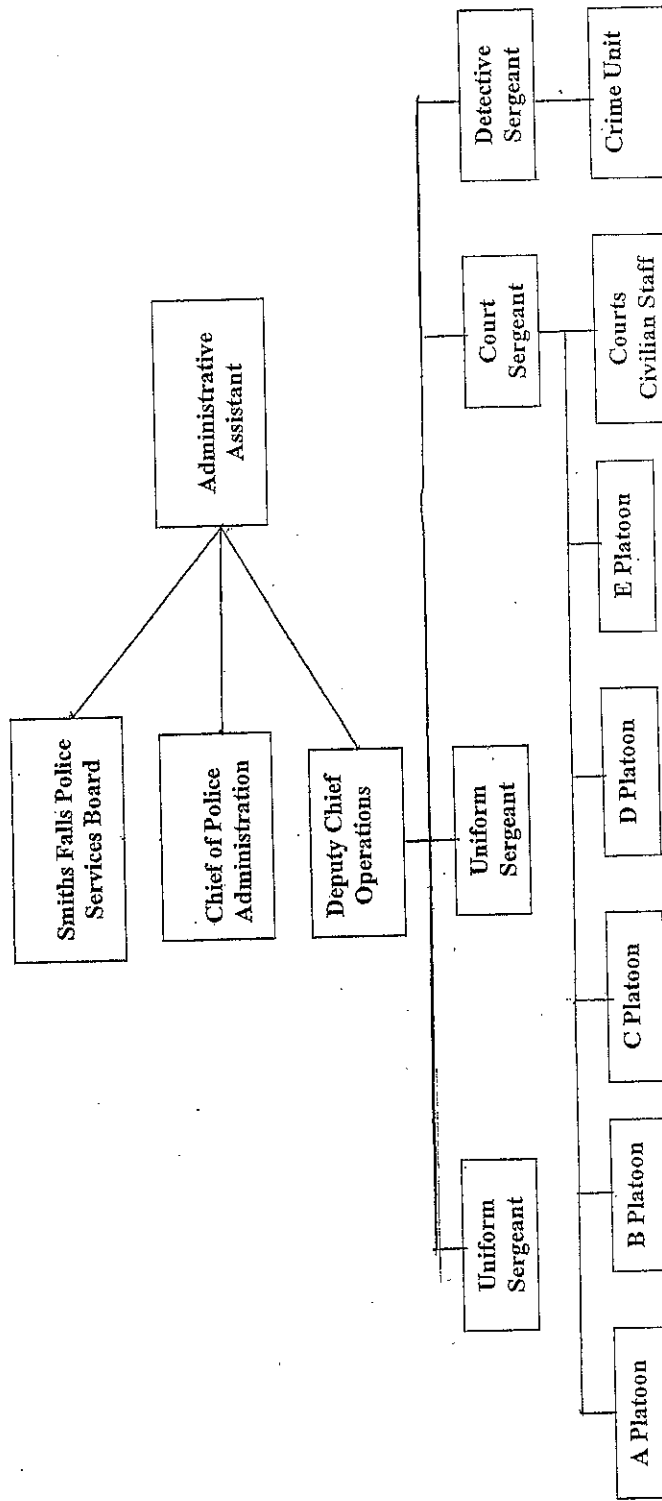 Smiths Falls Police
Services Board
Chief of Police
Administration
Administrative
Assistant
Deputy Chief
Operations
Uniform
Sergeant
Uniform
Sergeant
Court
Sergeant
Detective
Sergeant
A Platoon
B Platoon
C Platoon
D Platoon
E Platoon
Courts
Civilian Staff
Crime Unit